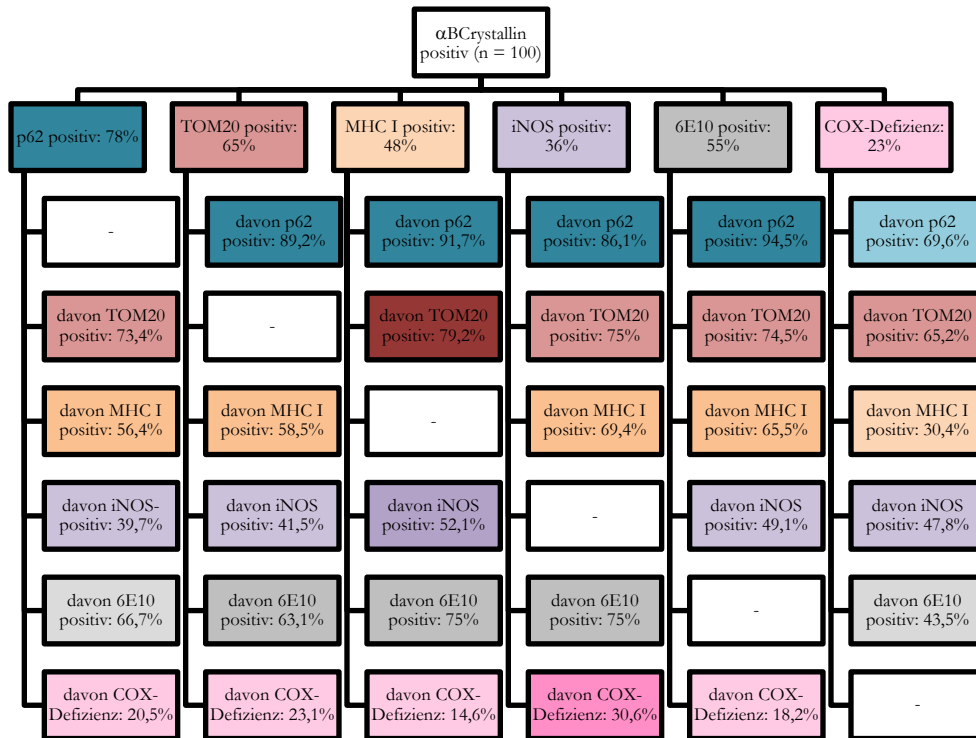 αBCrystallin
positiv (n = 100)
p62 positiv: 78%
TOM20 positiv:
65%
MHC I positiv:
48%
iNOS positiv:
36%
6E10 positiv:
55%
COX-Defizienz:
23%
-
davon p62
positiv: 89,2%
davon p62
positiv: 91,7%
davon p62
positiv: 86,1%
davon p62
positiv: 94,5%
davon p62
positiv: 69,6%
davon TOM20
positiv: 73,4%
-
davon TOM20
positiv: 79,2%
davon TOM20
positiv: 75%
davon TOM20
positiv: 74,5%
davon TOM20
positiv: 65,2%
davon MHC I
positiv: 56,4%
davon MHC I
positiv: 58,5%
-
davon MHC I
positiv: 69,4%
davon MHC I
positiv: 65,5%
davon MHC I
positiv: 30,4%
davon iNOS-
positiv: 39,7%
davon iNOS
positiv: 41,5%
davon iNOS
positiv: 52,1%
-
davon iNOS
positiv: 49,1%
davon iNOS
positiv: 47,8%
davon 6E10
positiv: 66,7%
davon 6E10
positiv: 63,1%
davon 6E10
positiv: 75%
davon 6E10
positiv: 75%
-
davon 6E10
positiv: 43,5%
davon COX-
Defizienz: 20,5%
davon COX-
Defizienz: 23,1%
davon COX-
Defizienz: 14,6%
davon COX-
Defizienz: 30,6%
davon COX-
Defizienz: 18,2%
-